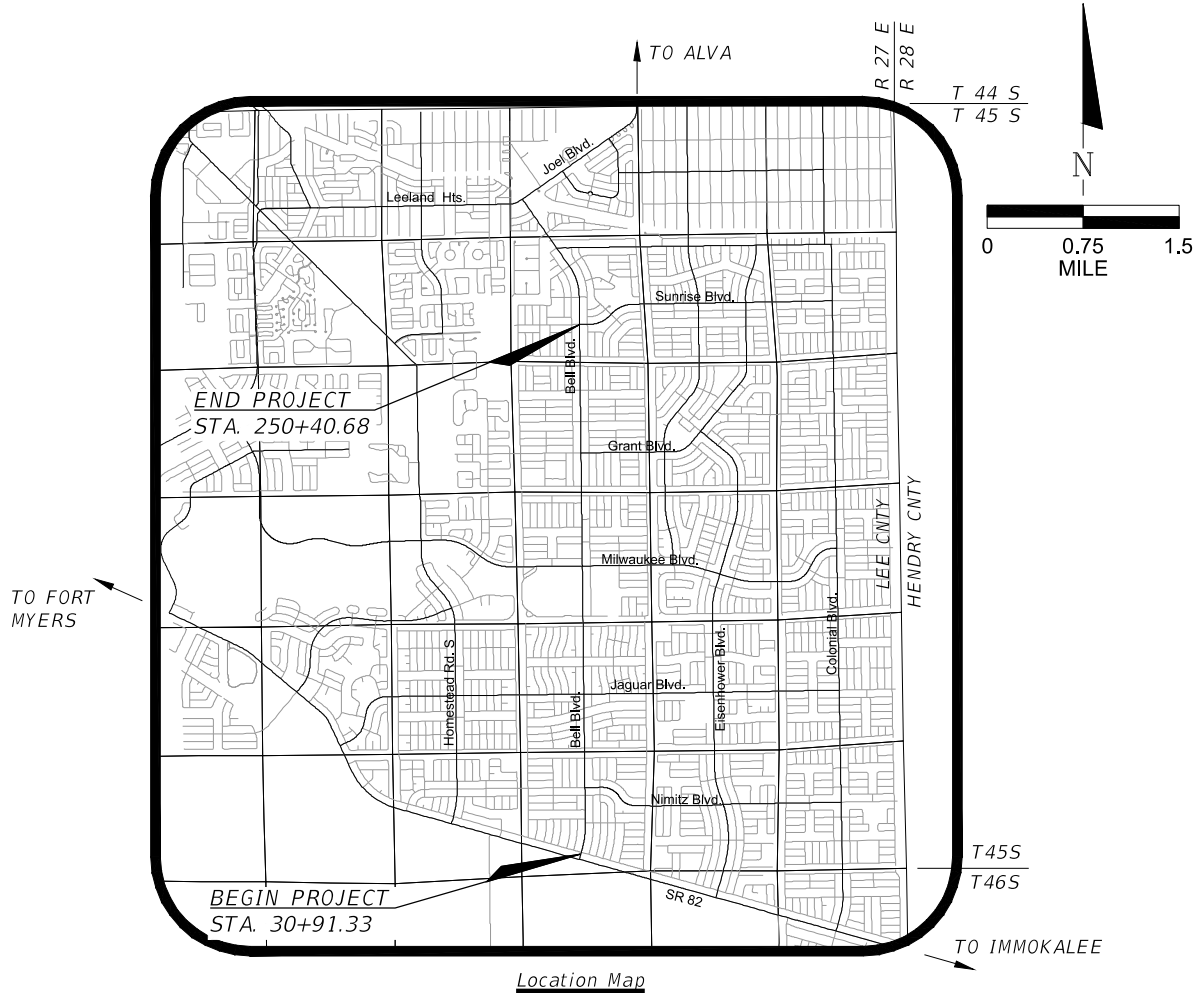 TO ALVA
R 27 E
R 28 E
T 44 S
T 45 S
N
0 0.75 1.5
MILE
Joel Blvd.
Leeland Hts.
Sunrise Blvd.
Bell Blvd.
END PROJECT
STA. 250+40.68
Grant Blvd.
LEE CNTY
HENDRY CNTY
Milwaukee Blvd.
TO FORT
MYERS
Colonial Blvd.
Eisenhower Blvd.
Homestead Rd. S
Jaguar Blvd.
Bell Blvd.
Nimitz Blvd.
T45S
T46S
BEGIN PROJECT
STA. 30+91.33
SR 82
TO IMMOKALEE
Location Map